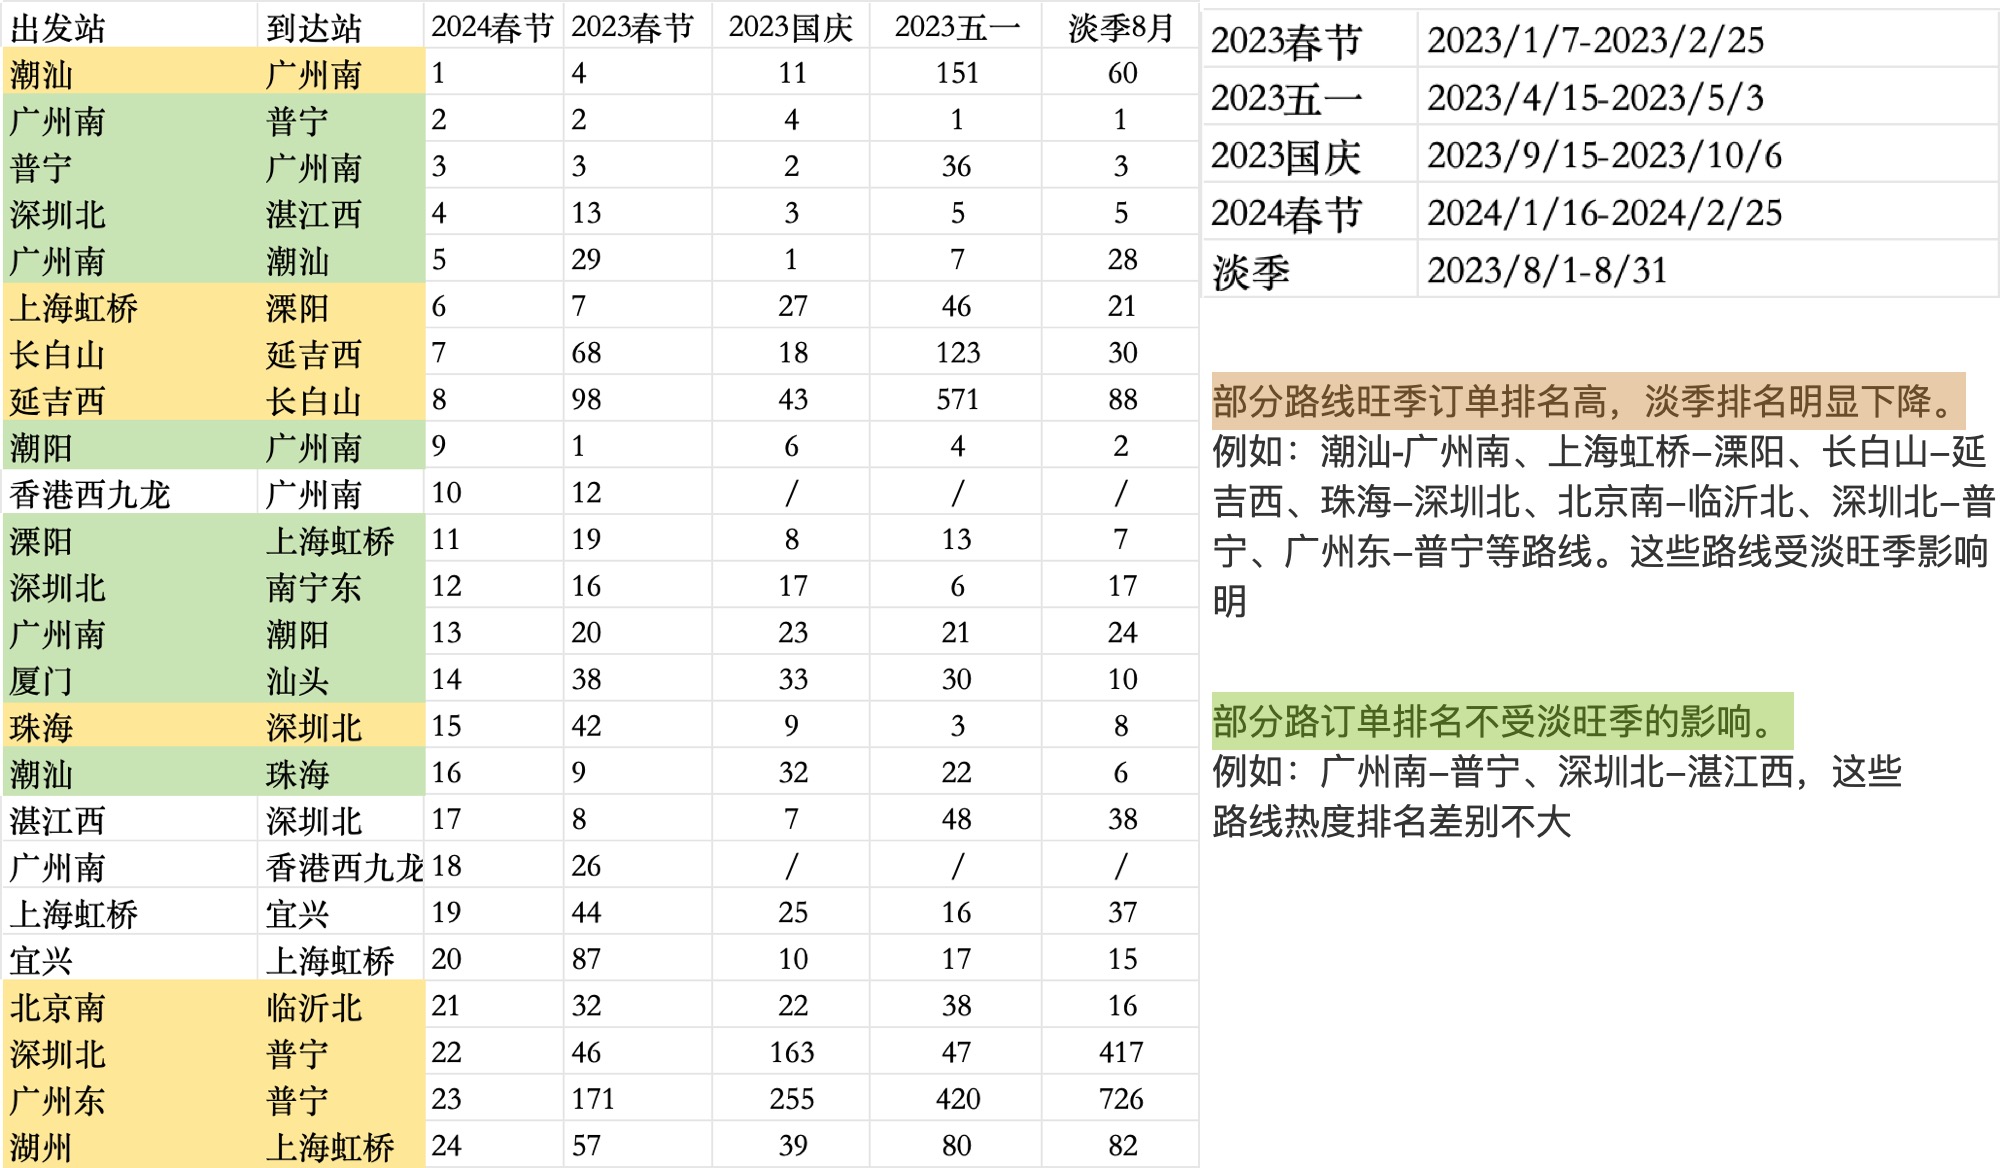 出发站 到达站 2024春节 2023春节 2023国庆 2023五一 淡季8月
潮汕 广州南 1 4 11 151 60
广州南 普宁 2 2 4 1 1
普宁 广州南 3 3 2 36 3
深圳北 湛江西 4 13 3 5 5
广州南 潮汕 5 29 1 7 28
上海虹桥 溧阳 6 7 27 46 21
长白山 延吉西 7 68 18 123 30
延吉西 长白山 8 98 43 571 88
潮阳 广州南 9 1 6 4 2
香港西九龙 广州南 10 12 / / /
溧阳 上海虹桥 11 19 8 13 7
深圳北 南宁东 12 16 17 6 17
广州南 潮阳 13 20 23 21 24
厦门 汕头 14 38 33 30 10
珠海 深圳北 15 42 9 3 8
潮汕 珠海 16 9 32 22 6
湛江西 深圳北 17 8 7 48 38
广州南 香港西九龙 18 26 / / /
上海虹桥 宜兴 19 44 25 16 37
宜兴 上海虹桥 20 87 10 17 15
北京南 临沂北 21 32 22 38 16
深圳北 普宁 22 46 163 47 417
广州东 普宁 23 171 255 420 726
湖州 上海虹桥 24 57 39 80 82
2023春节 2023/1/7-2023/2/25
2023五一 2023/4/15-2023/5/3
2023国庆 2023/9/15-2023/10/6
2024春节 2024/1/16-2024/2/25
淡季 2023/8/1-8/31
部分路线旺季订单排名高，淡季排名明显下降。
例如：潮汕-广州南、上海虹桥–溧阳、长白山–延
吉西、珠海–深圳北、北京南–临沂北、深圳北–普
宁、广州东–普宁等路线。这些路线受淡旺季影响
明
部分路订单排名不受淡旺季的影响。
例如：广州南–普宁、深圳北–湛江西，这些
路线热度排名差别不大